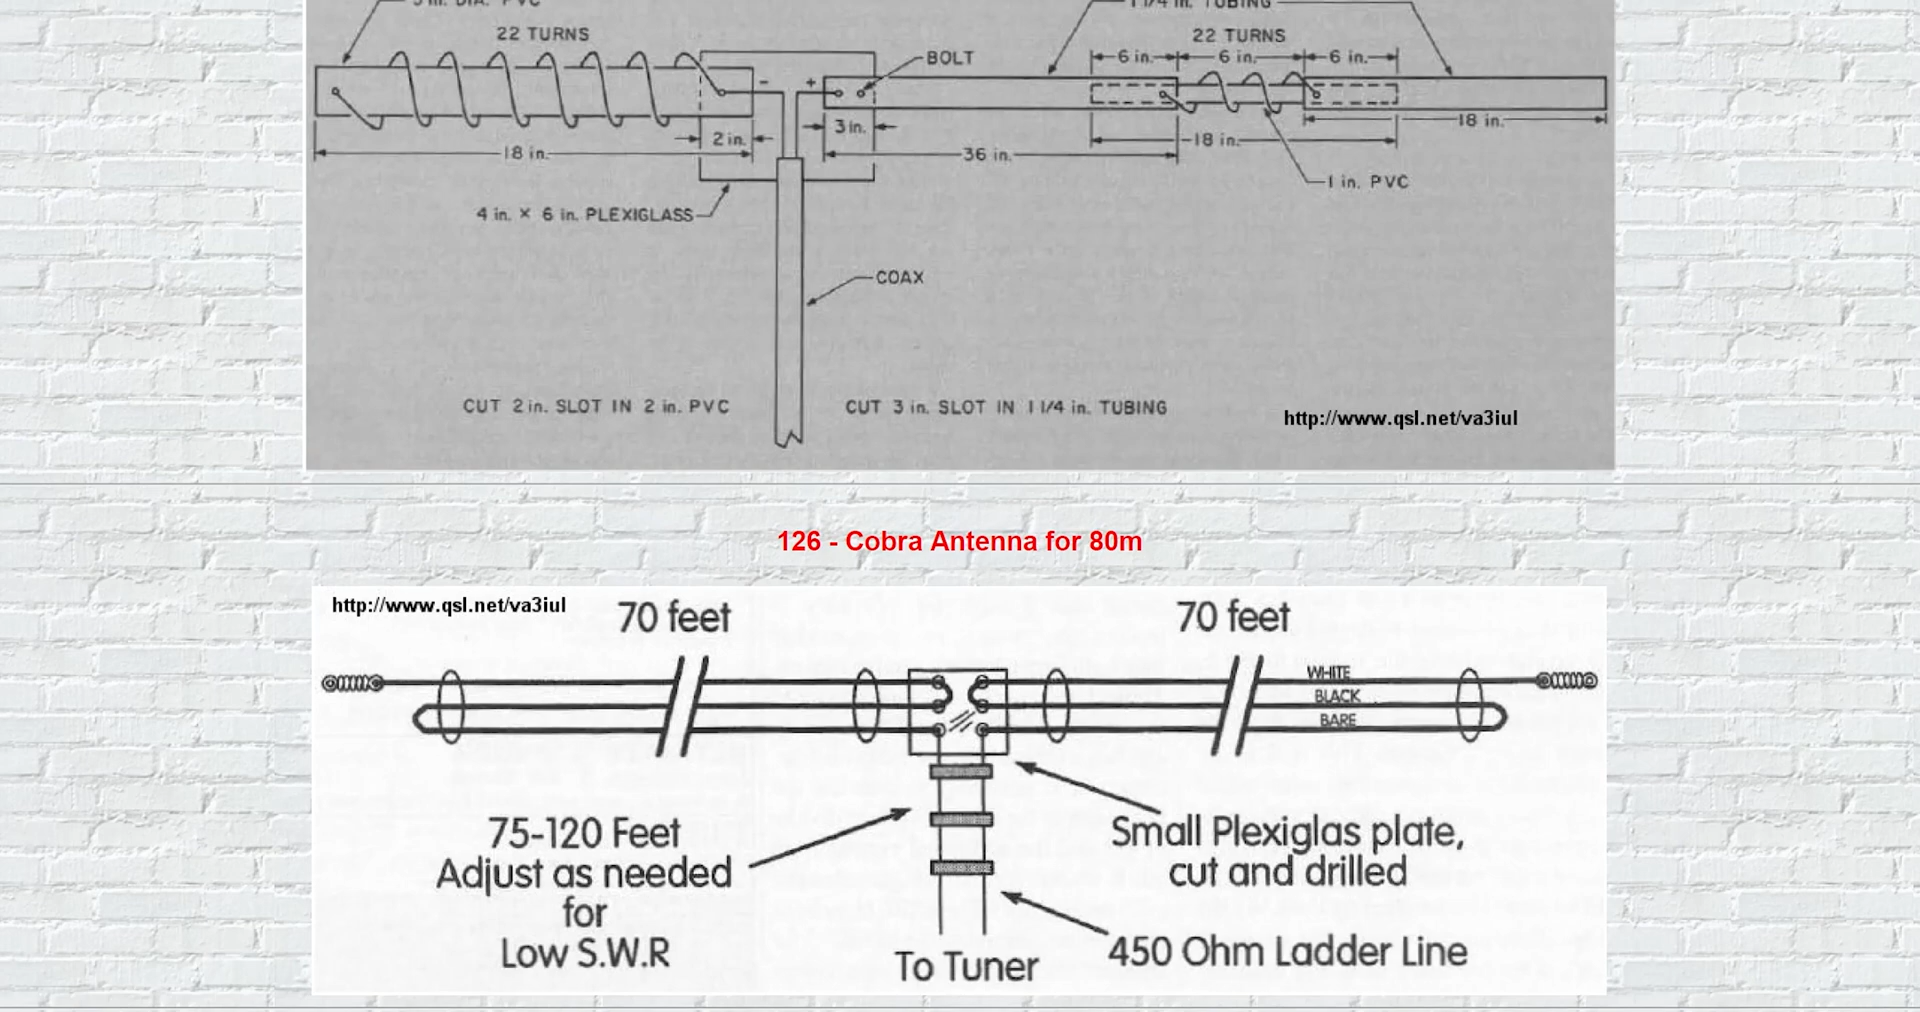 22 TURNS
BOLT
22 TURNS
6 in.
6 in.
6 in.
-
+
2 in.
3 in.
18 in.
18 in.
18 in.
36 in.
1 in. PVC
4 in. × 6 in. PLEXIGLASS
COAX
CUT 2 in. SLOT IN 2 in. PVC
CUT 3 in. SLOT IN 1 1/4 in. TUBING
http://www.qsl.net/va3iul
126 - Cobra Antenna for 80m
http://www.qsl.net/va3iul
70 feet
70 feet
WHITE
BLACK
BARE
75-120 Feet
Adjust as needed
for
Low S.W.R
Small Plexiglas plate,
cut and drilled
450 Ohm Ladder Line
To Tuner